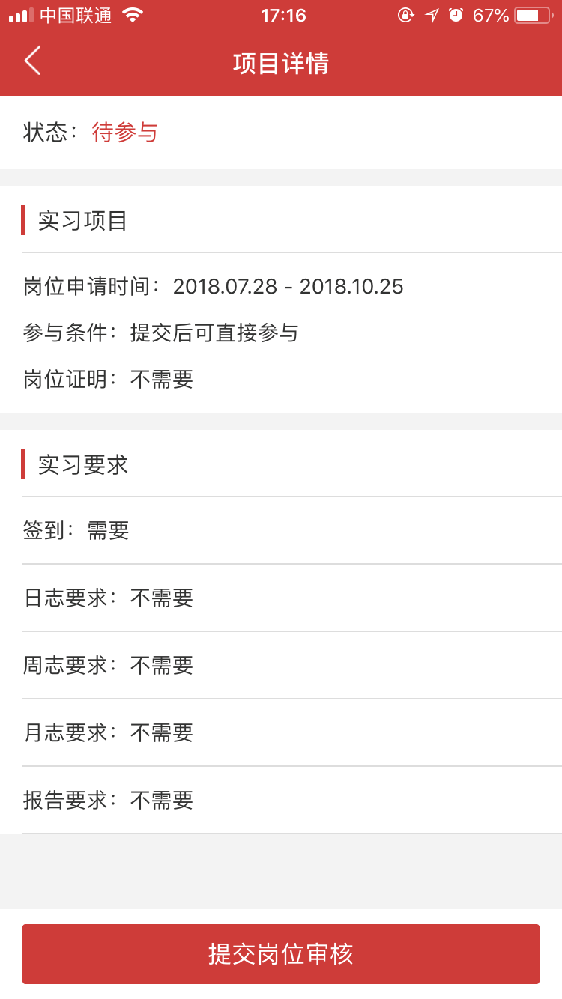 中国联通 17:16 67%
项目详情
状态：待参与
实习项目
岗位申请时间：2018.07.28 - 2018.10.25
参与条件：提交后可直接参与
岗位证明：不需要
实习要求
签到：需要
日志要求：不需要
周志要求：不需要
月志要求：不需要
报告要求：不需要
提交岗位审核